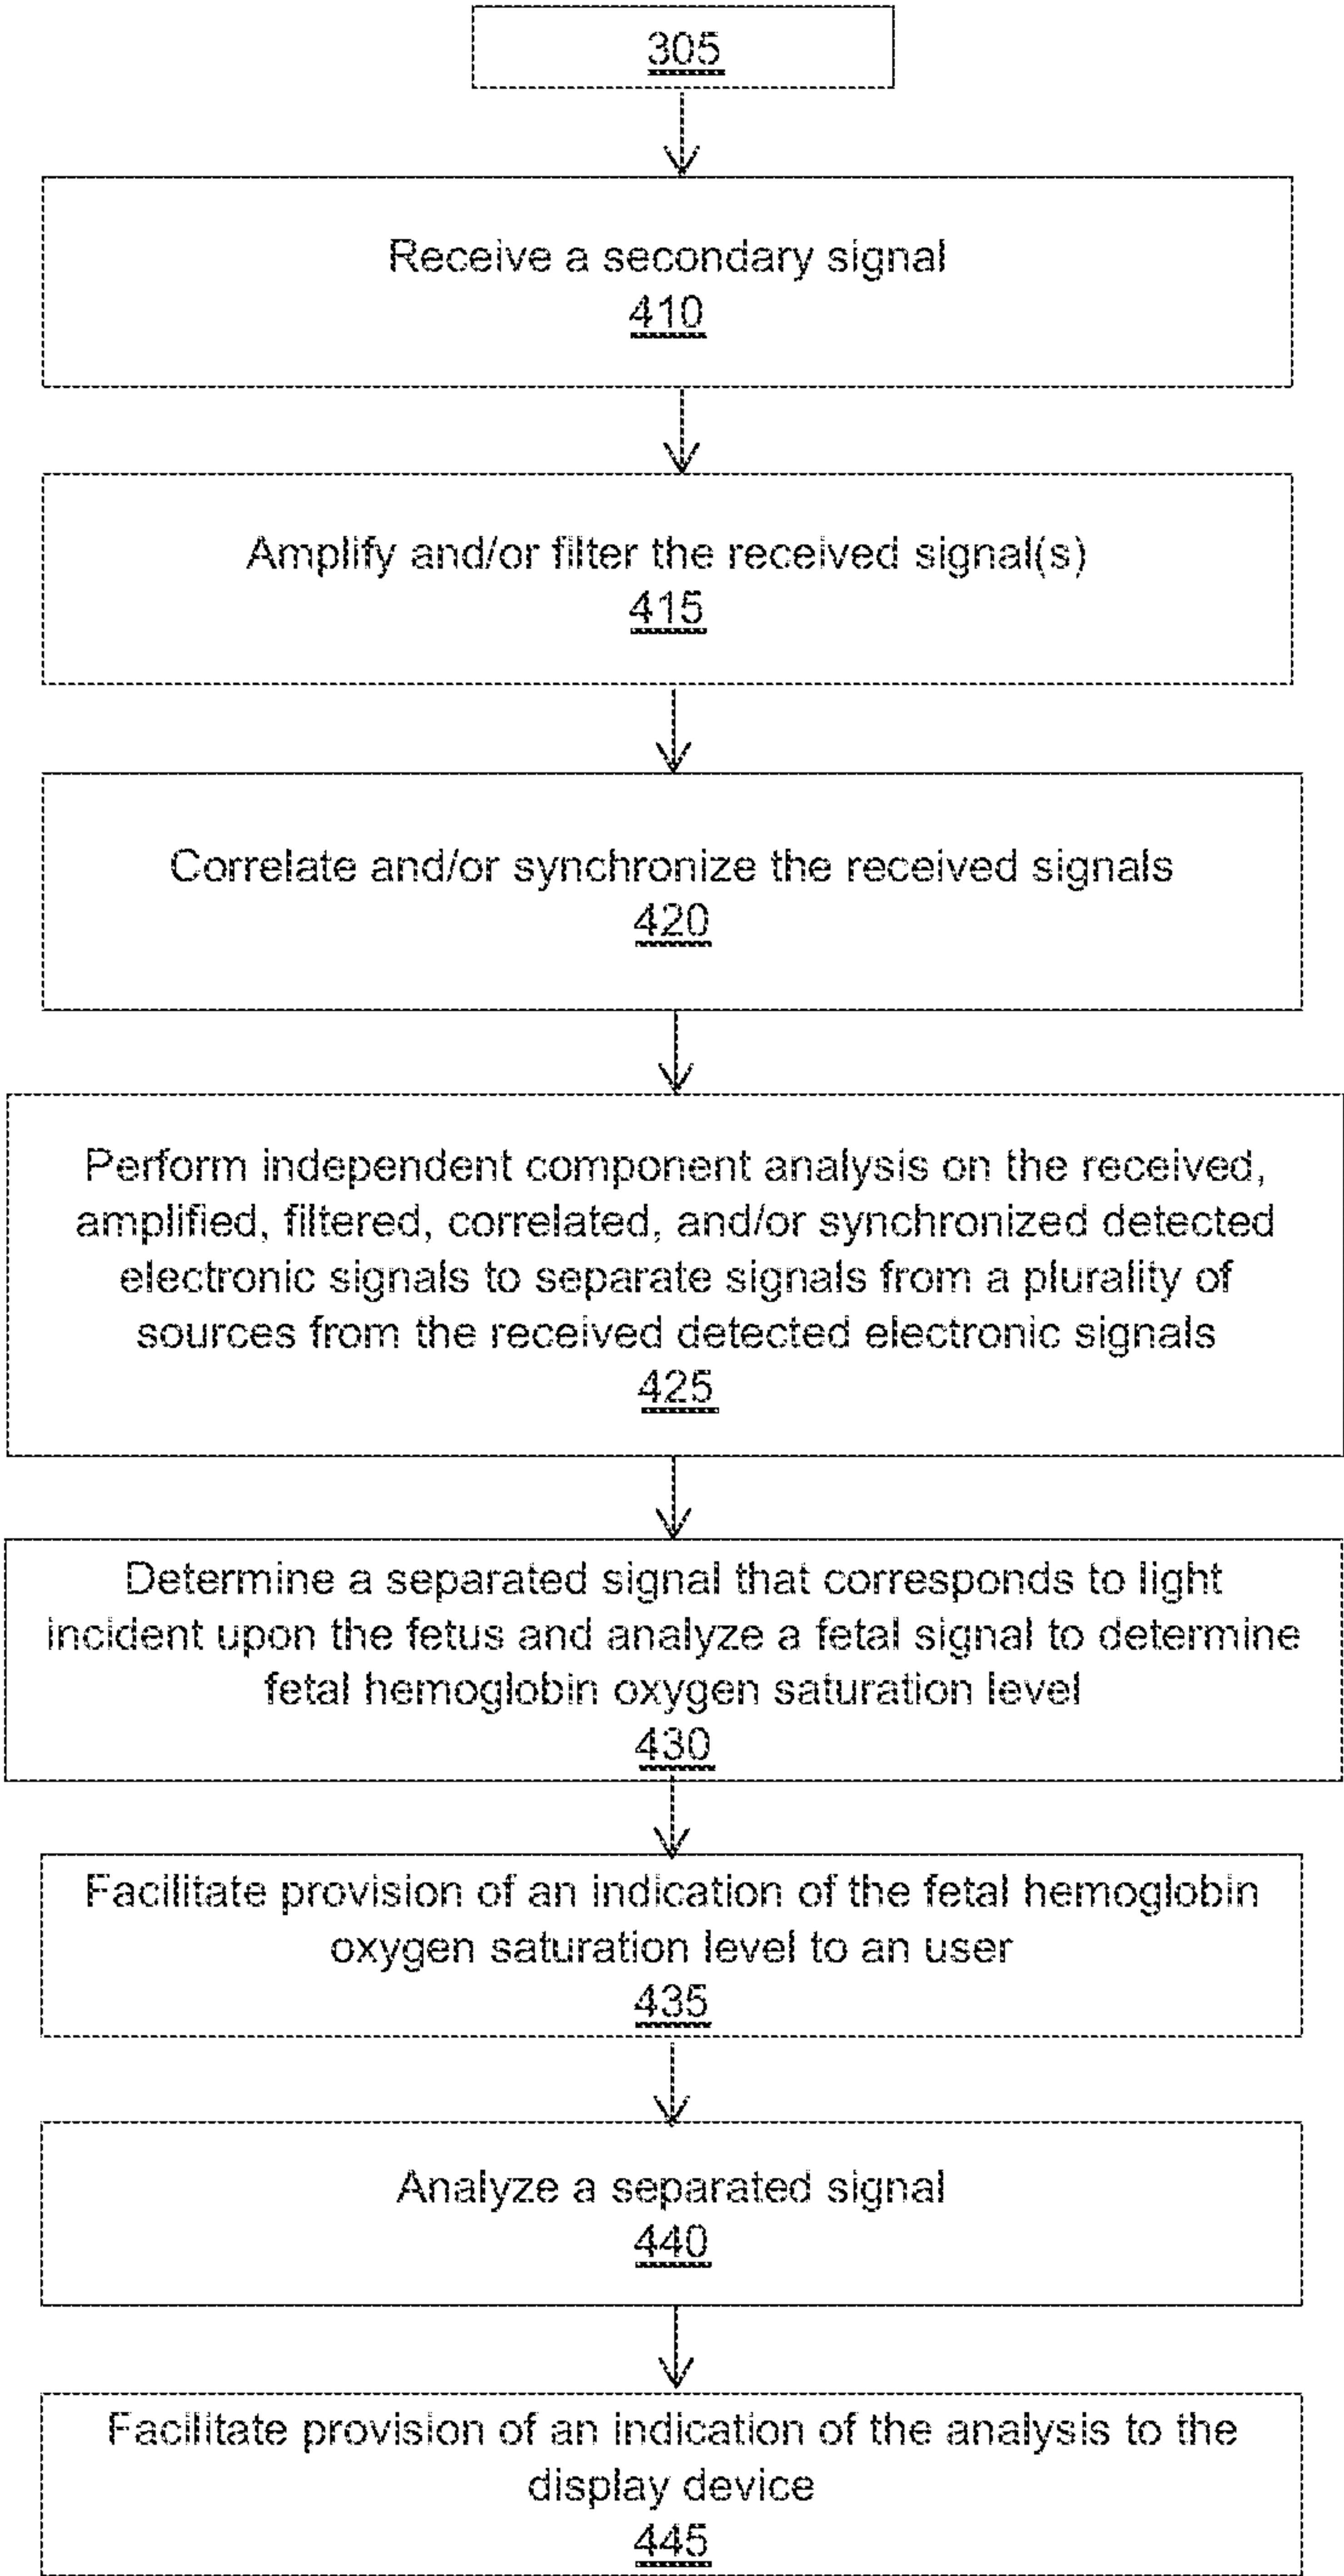 305
Receive a secondary signal
410
Amplify and/or filter the received signal(s)
415
Correlate and/or synchronize the received signals
420
Perform independent component analysis on the received,
amplified, filtered, correlated, and/or synchronized detected
electronic signals to separate signals from a plurality of
sources from the received detected electronic signals
425
Determine a separated signal that corresponds to light
incident upon the fetus and analyze a fetal signal to determine
fetal hemoglobin oxygen saturation level
430
Facilitate provision of an indication of the fetal hemoglobin
oxygen saturation level to an user
435
Analyze a separated signal
440
Facilitate provision of an indication of the analysis to the
display device
445